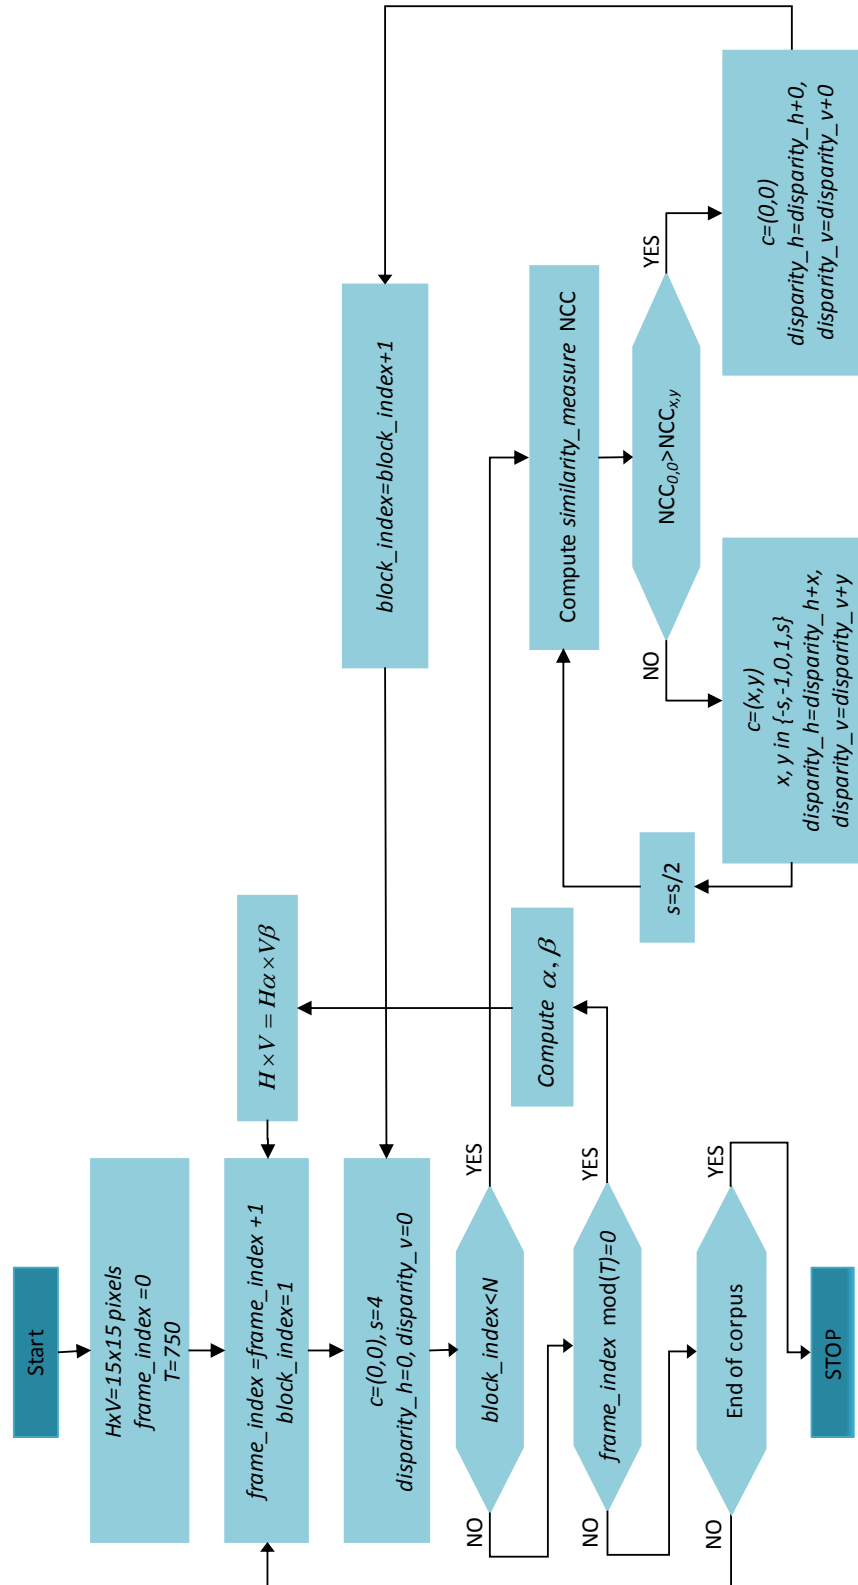 Start
HxV=15x15 pixels
frame_index =0
T=750
frame_index =frame_index +1
block_index=1
c=(0,0), s=4
disparity_h=0, disparity_v=0
block_index<N
YES
NO
frame_index mod(T)=0
YES
NO
End of corpus
YES
NO
STOP
H×V = Hα×Vβ
Compute α, β
block_index=block_index+1
Compute similarity_measure NCC
NCC0,0>NCCx,y
YES
NO
c=(x,y)
x, y in {-s,-1,0,1,s}
disparity_h=disparity_h+x,
disparity_v=disparity_v+y
s=s/2
c=(0,0)
disparity_h=disparity_h+0,
disparity_v=disparity_v+0